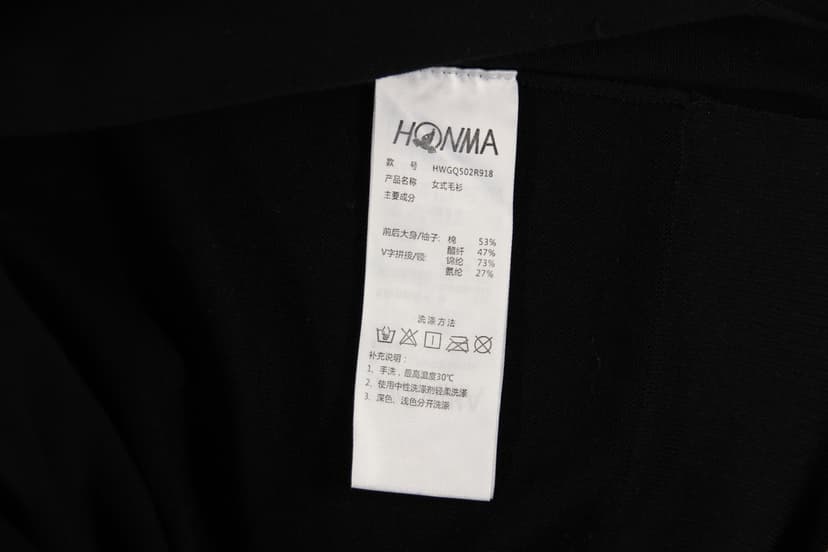 HONMA
款 号 HWGQ502R918
产品名称 女式毛衫
主要成分
前后大身/袖子: 棉 53%
醋纤 47%
V字拼接/领: 锦纶 73%
氨纶 27%
洗涤方法
补充说明:
1、手洗，最高温度30℃
2、使用中性洗涤剂轻柔洗涤
3、深色、浅色分开洗涤